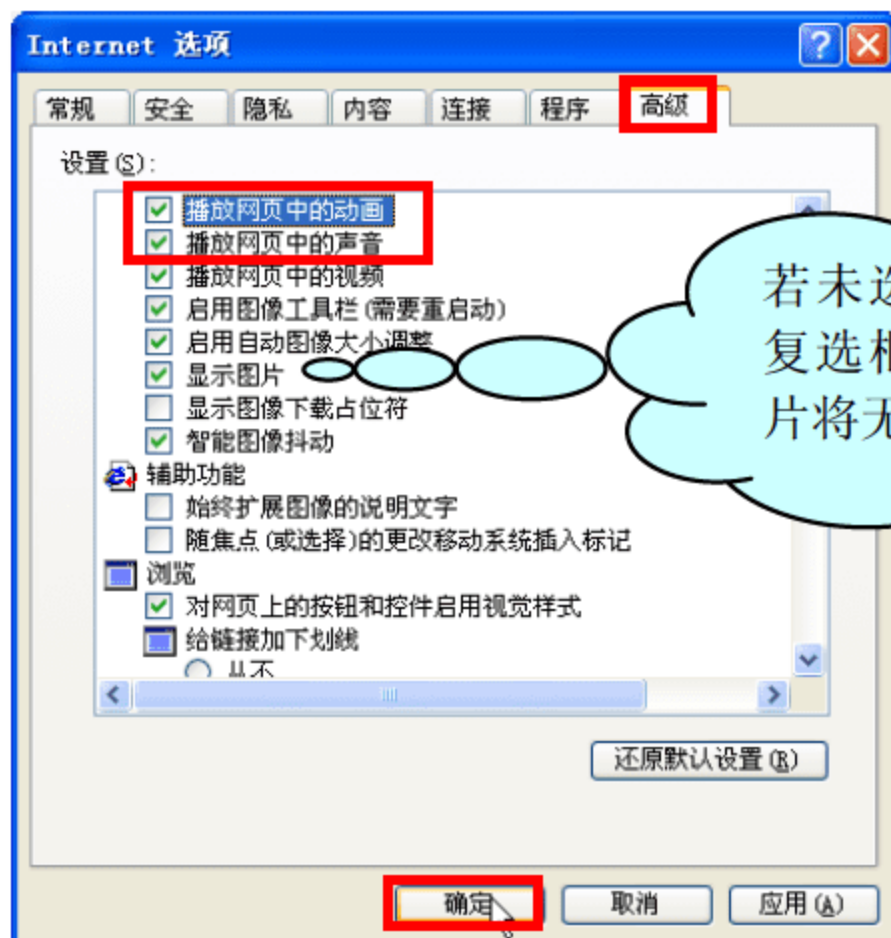 Internet 选项
常规 安全 隐私 内容 连接 程序 高级
设置(S):
播放网页中的动画
播放网页中的声音
播放网页中的视频
启用图像工具栏(需要重启动)
启用自动图像大小调整
显示图片
显示图像下载占位符
智能图像抖动
辅助功能
始终扩展图像的说明文字
随焦点(或选择)的更改移动系统插入标记
浏览
对网页上的按钮和控件启用视觉样式
给链接加下划线
从不
若未
复选
片将
还原默认设置(R)
确定 取消 应用(A)